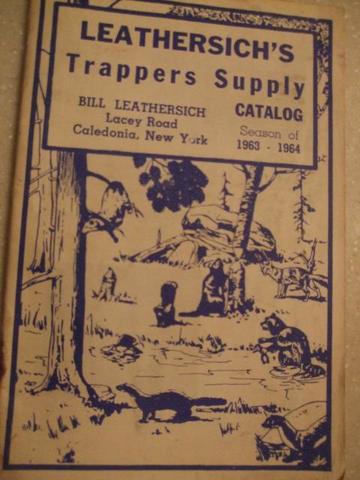 LEATHERSICH'S
Trappers Supply
BILL LEATHERSICH
Lacey Road
Caledonia, New York
CATALOG
Season of
1963 - 1964